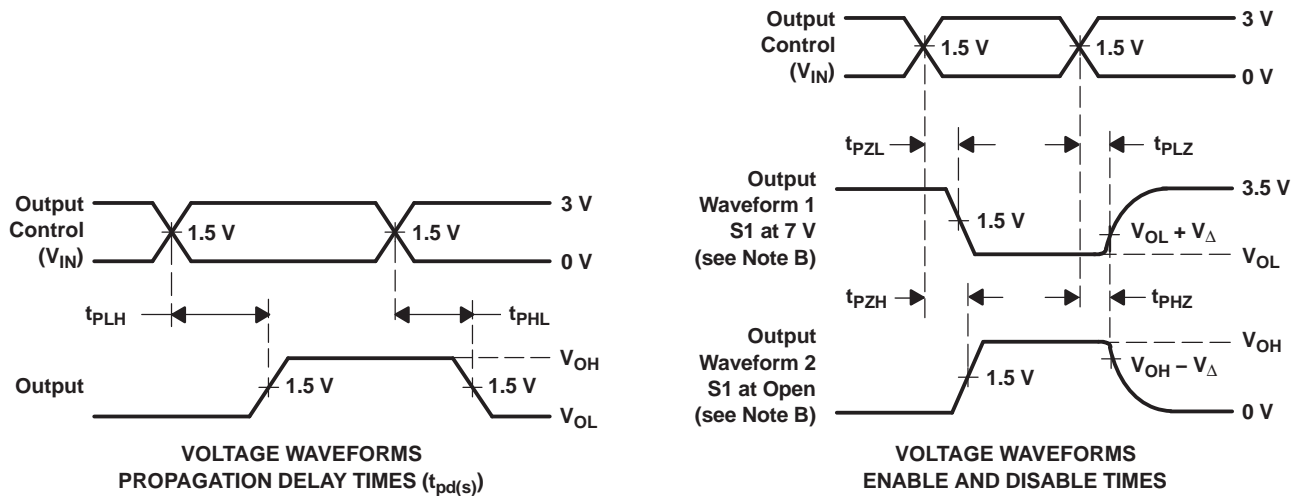 Output
Control
(VIN)
3 V
1.5 V
1.5 V
0 V
tPLH
tPHL
Output
VOH
1.5 V
1.5 V
VOL
VOLTAGE WAVEFORMS
PROPAGATION DELAY TIMES (tpd(s))
Output
Control
(VIN)
3 V
1.5 V
1.5 V
0 V
tPZL
tPLZ
Output
Waveform 1
S1 at 7 V
(see Note B)
3.5 V
1.5 V
VOL + VΔ
VOL
tPZH
tPHZ
Output
Waveform 2
S1 at Open
(see Note B)
VOH
1.5 V
VOH − VΔ
0 V
VOLTAGE WAVEFORMS
ENABLE AND DISABLE TIMES